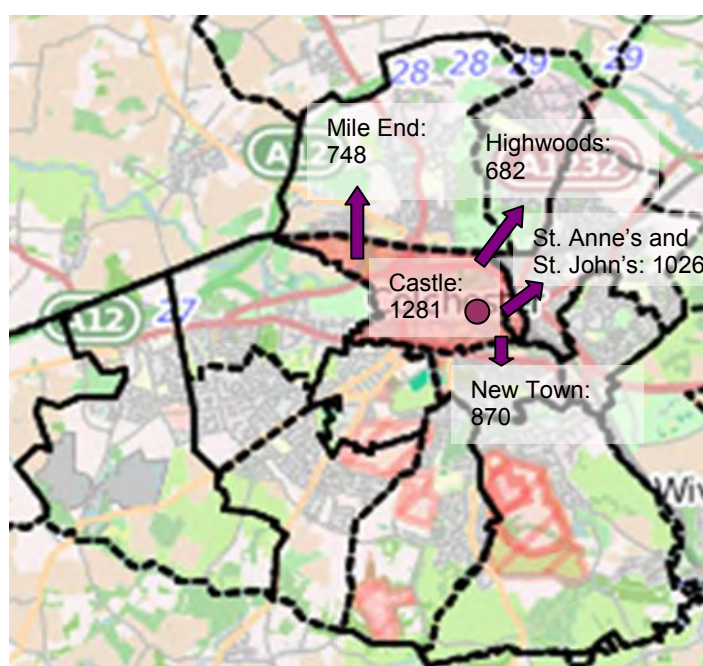 28 28 29 29
Mile End:
748
A12
Highwoods:
682
A1232
St. Anne's and
St. John's: 1026
Castle:
1281
A12
27
New Town:
870
Wiv